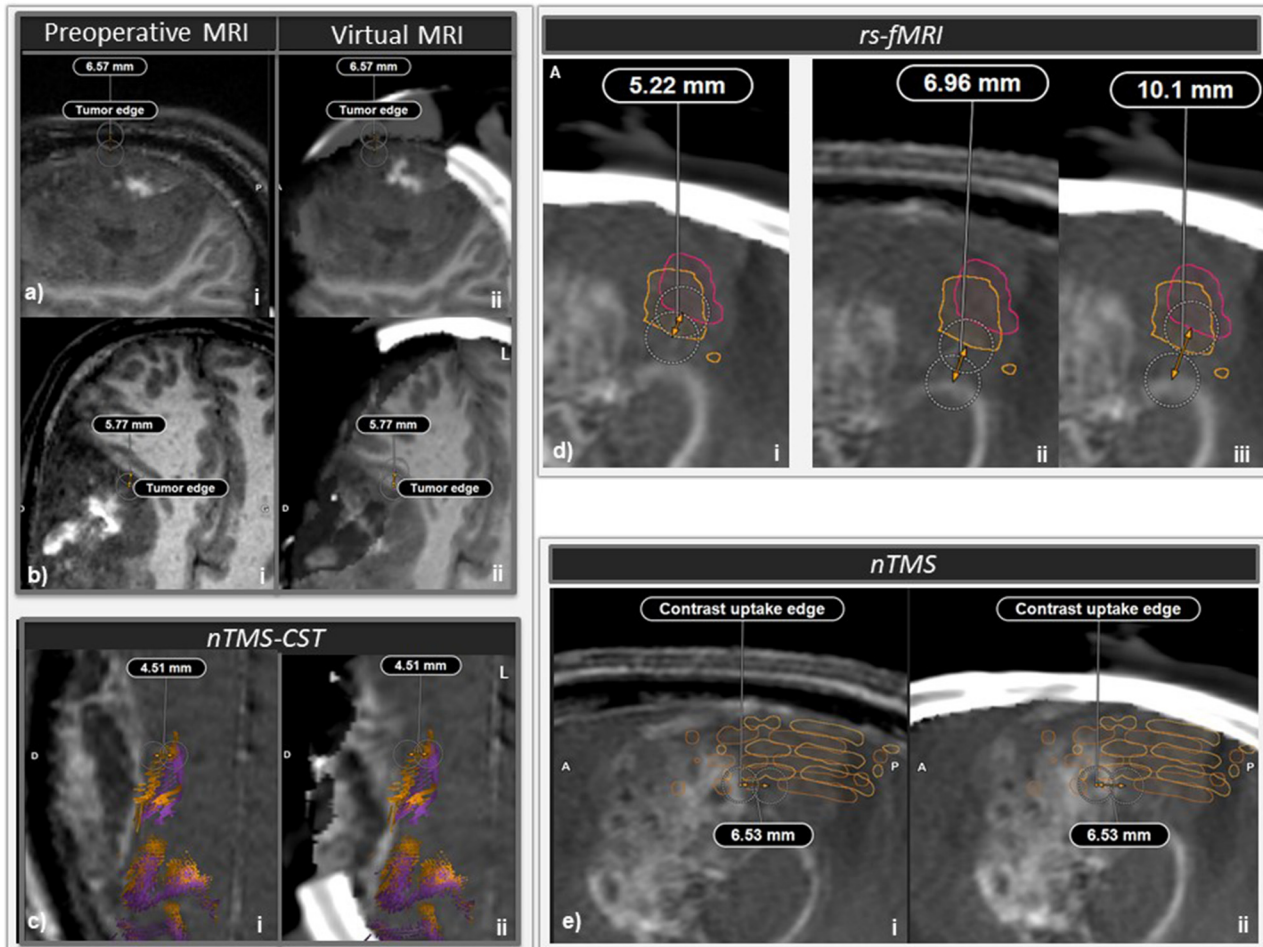 Preoperative MRI
Virtual MRI
6.57 mm
6.57 mm
Tumor edge
Tumor edge
P
A
a)
i
ii
L
5.77 mm
5.77 mm
Tumor edge
Tumor edge
D
G
D
b)
i
ii
nTMS-CST
4.51 mm
4.51 mm
L
D
D
c)
i
ii
rs-fMRI
A
5.22 mm
6.96 mm
10.1 mm
d)
i
ii
iii
nTMS
Contrast uptake edge
Contrast uptake edge
A
P
A
P
6.53 mm
6.53 mm
e)
i
ii